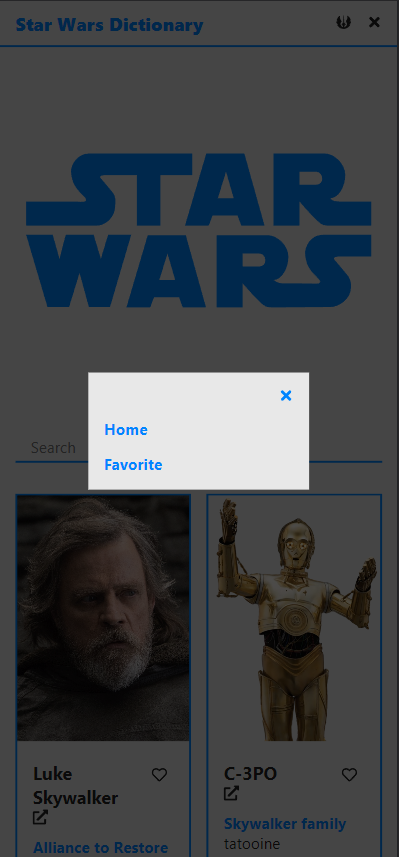 Star Wars Dictionary
STAR
WARS
Home
Favorite
Search
Luke
Skywalker
Alliance to Restore
C-3PO
Skywalker family
tatooine